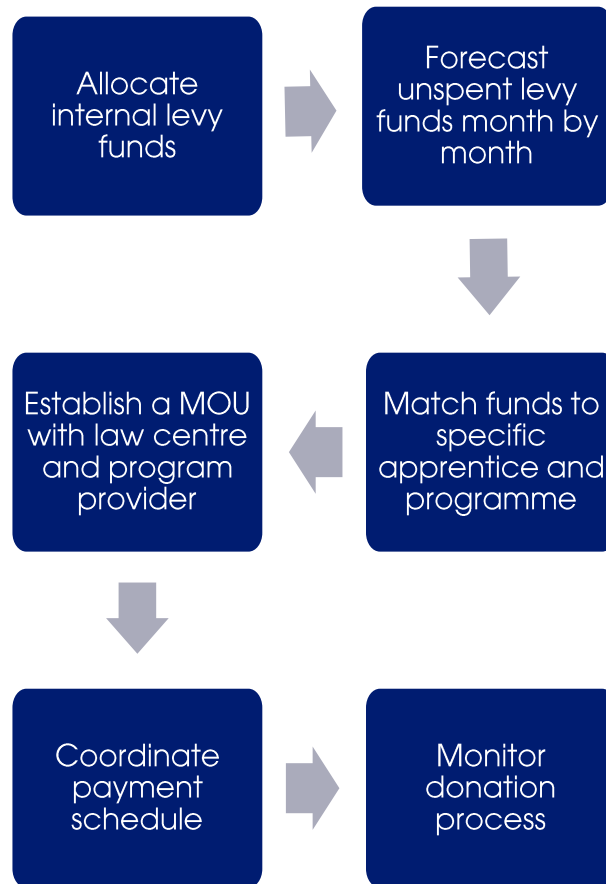 Allocate
internal levy
funds
Forecast
unspent levy
funds month by
month
Match funds to
specific
apprentice and
programme
Establish a MOU
with law centre
and program
provider
Coordinate
payment
schedule
Monitor
donation
process